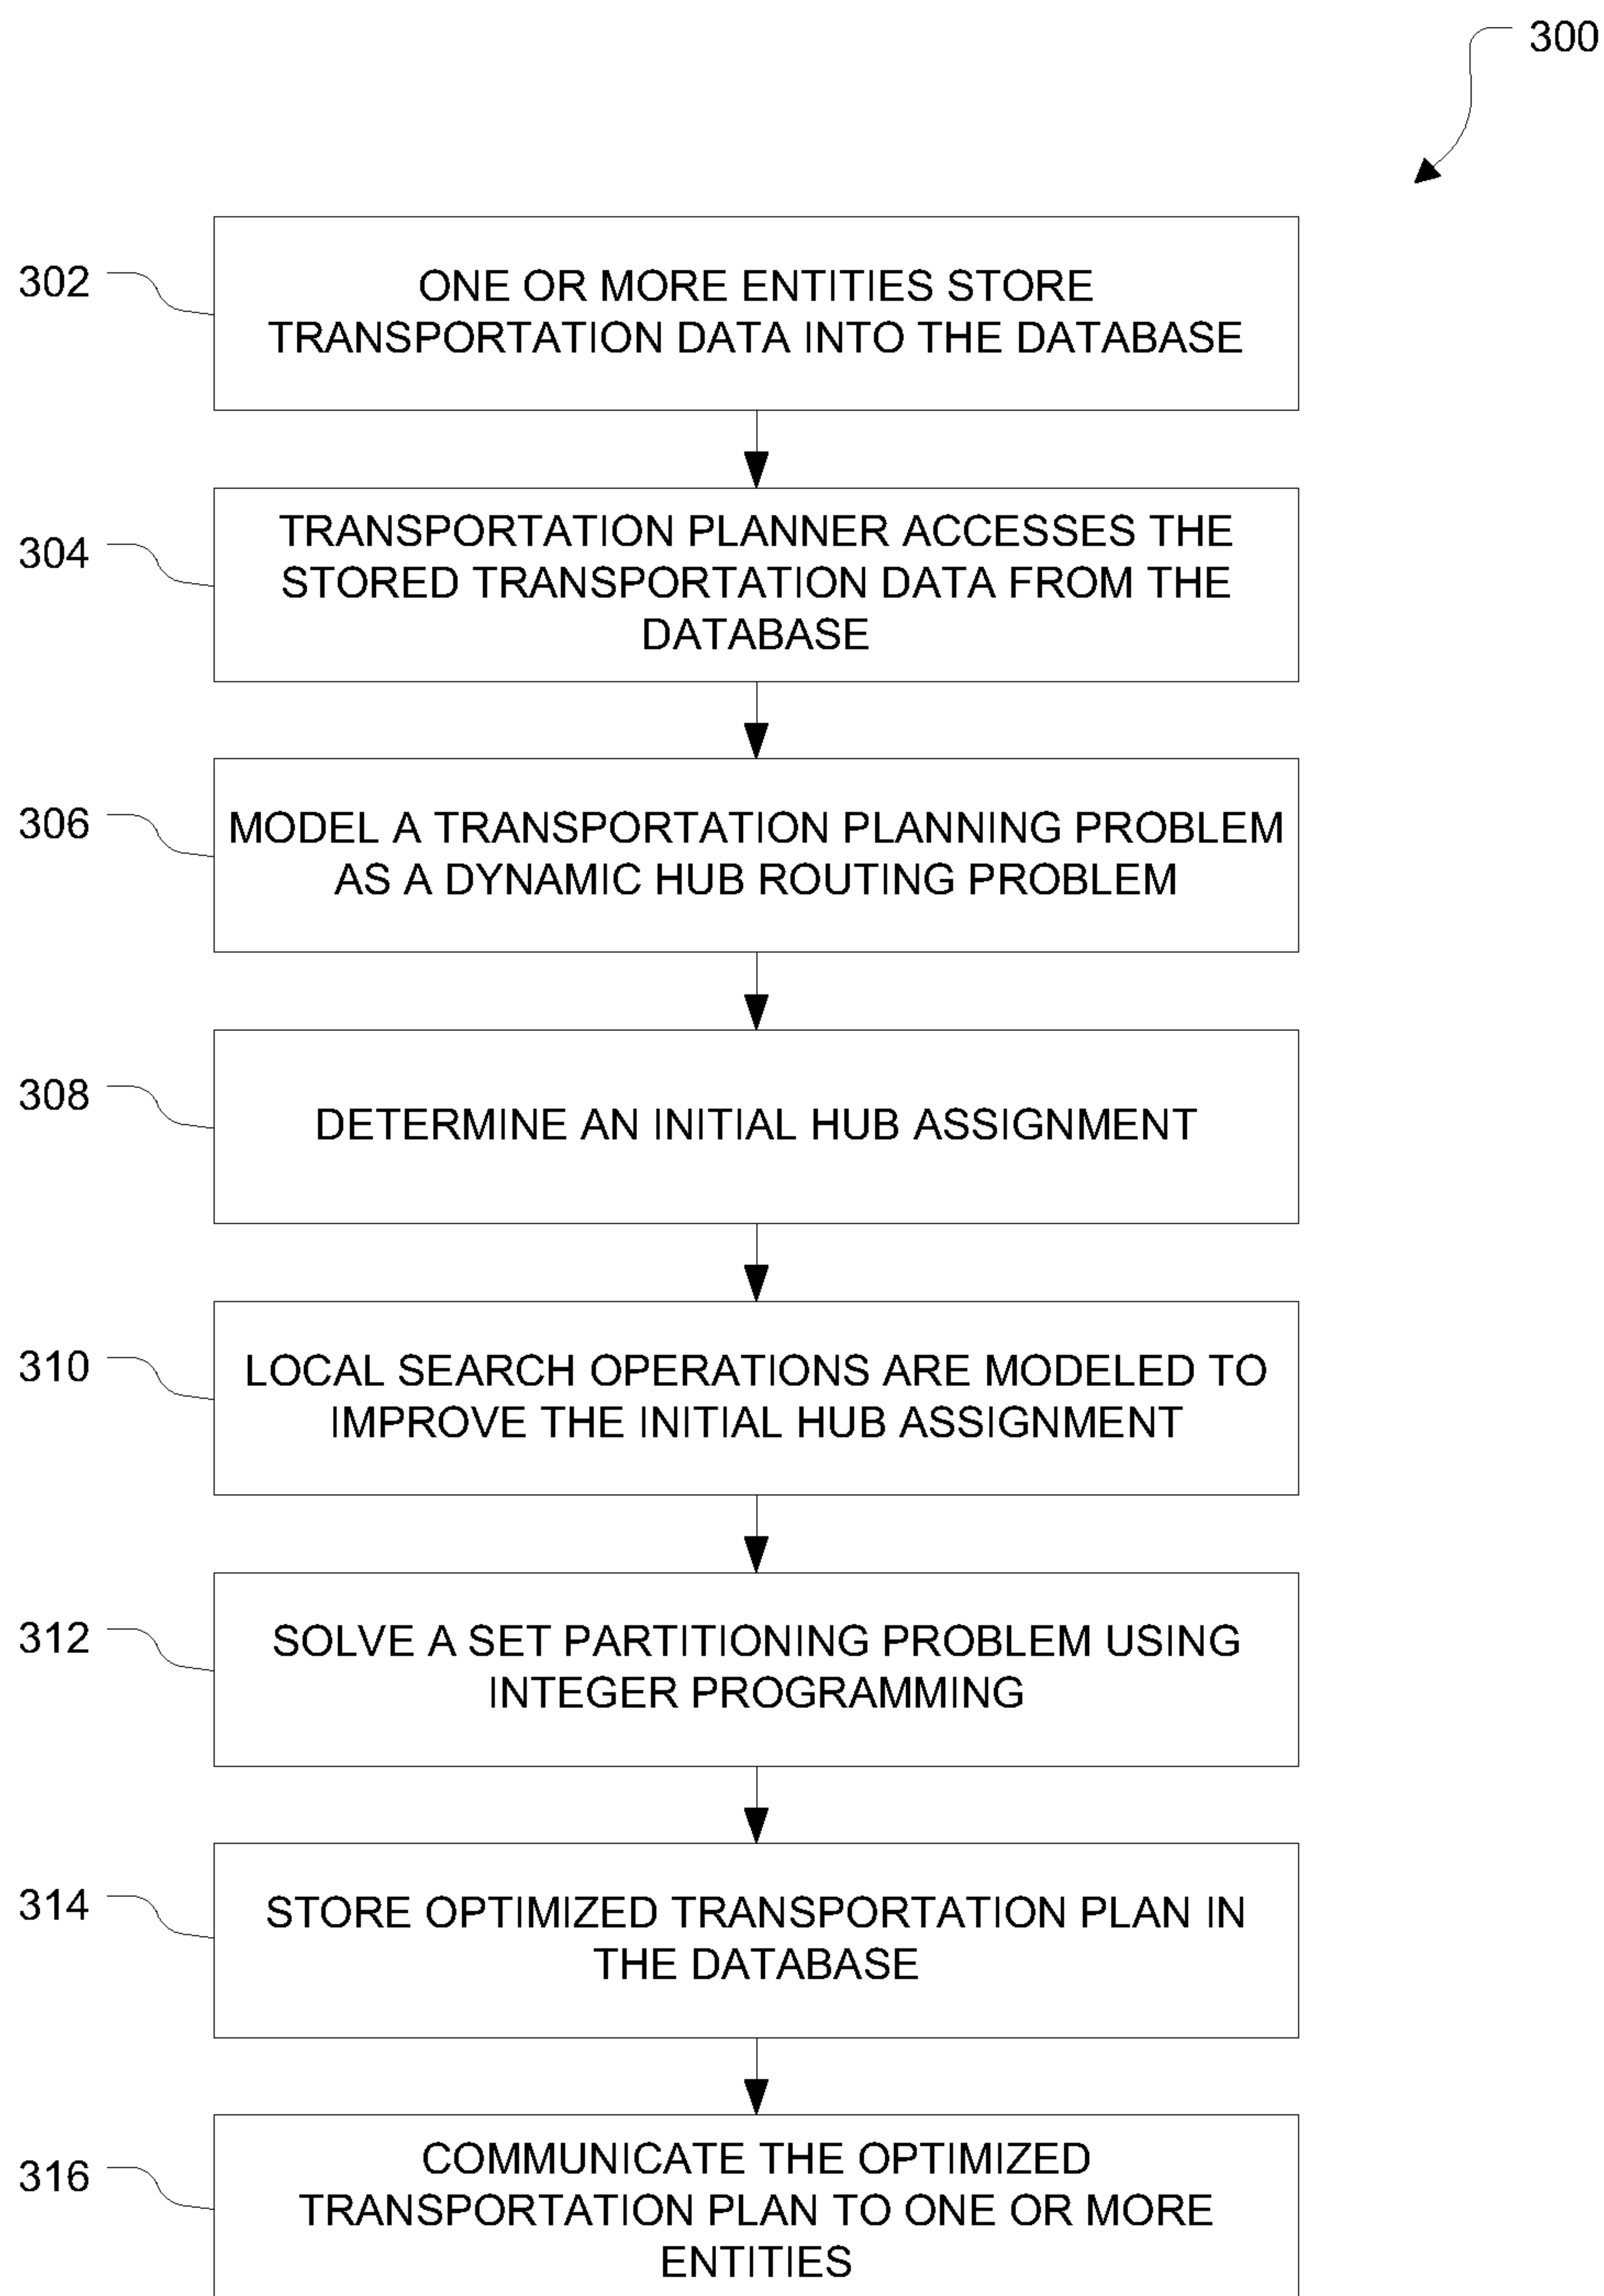 300
302
ONE OR MORE ENTITIES STORE
TRANSPORTATION DATA INTO THE DATABASE
304
TRANSPORTATION PLANNER ACCESSES THE
STORED TRANSPORTATION DATA FROM THE
DATABASE
306
MODEL A TRANSPORTATION PLANNING PROBLEM
AS A DYNAMIC HUB ROUTING PROBLEM
308
DETERMINE AN INITIAL HUB ASSIGNMENT
310
LOCAL SEARCH OPERATIONS ARE MODELED TO
IMPROVE THE INITIAL HUB ASSIGNMENT
312
SOLVE A SET PARTITIONING PROBLEM USING
INTEGER PROGRAMMING
314
STORE OPTIMIZED TRANSPORTATION PLAN IN
THE DATABASE
316
COMMUNICATE THE OPTIMIZED
TRANSPORTATION PLAN TO ONE OR MORE
ENTITIES